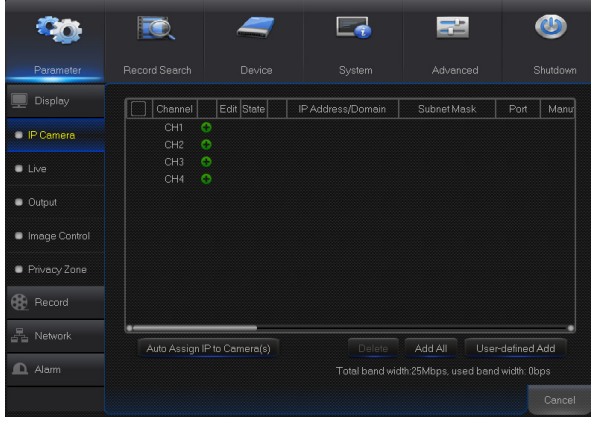 Parameter Record Search Device System Advanced Shutdown
Display
Channel Edit State IP Address/Domain Subnet Mask Port Manu
CH1
IP Camera
CH2
CH3
Live
CH4
Output
Image Control
Privacy Zone
Record
Network
Auto Assign IP to Camera(s) Delete Add All User-defined Add
Alarm
Total band width:25Mbps, used band width: 0bps
Cancel